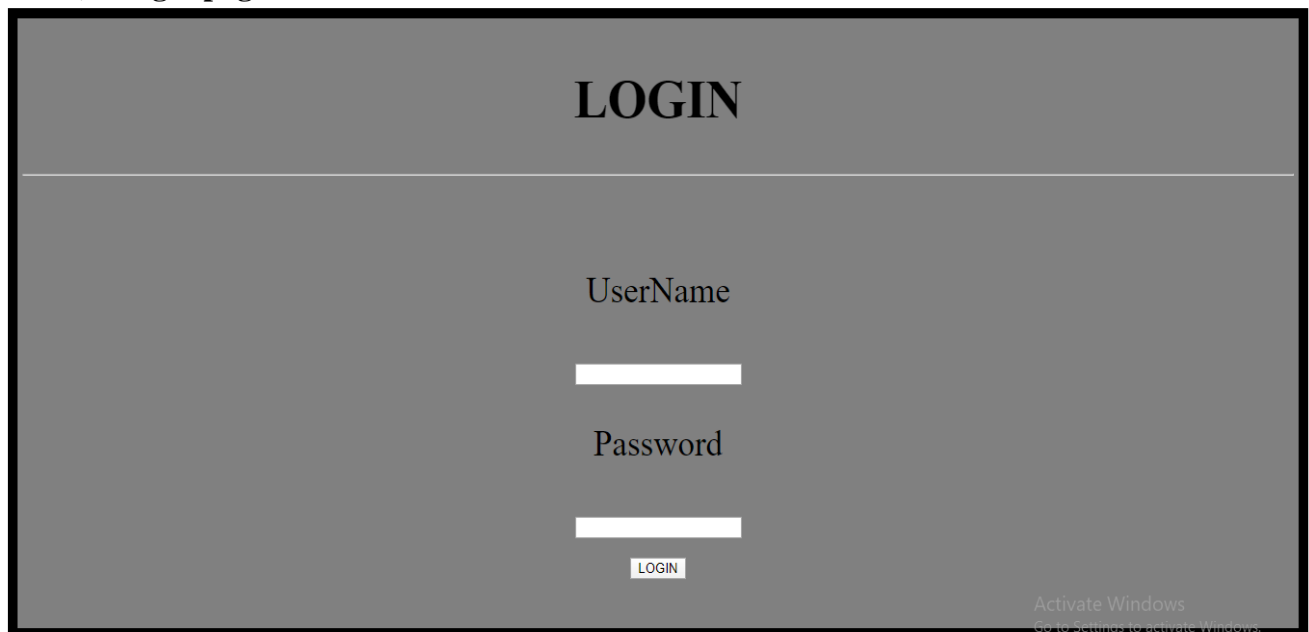 LOGIN
UserName
Password
LOGIN
Activate Windows
Go to Settings to activate Windows.